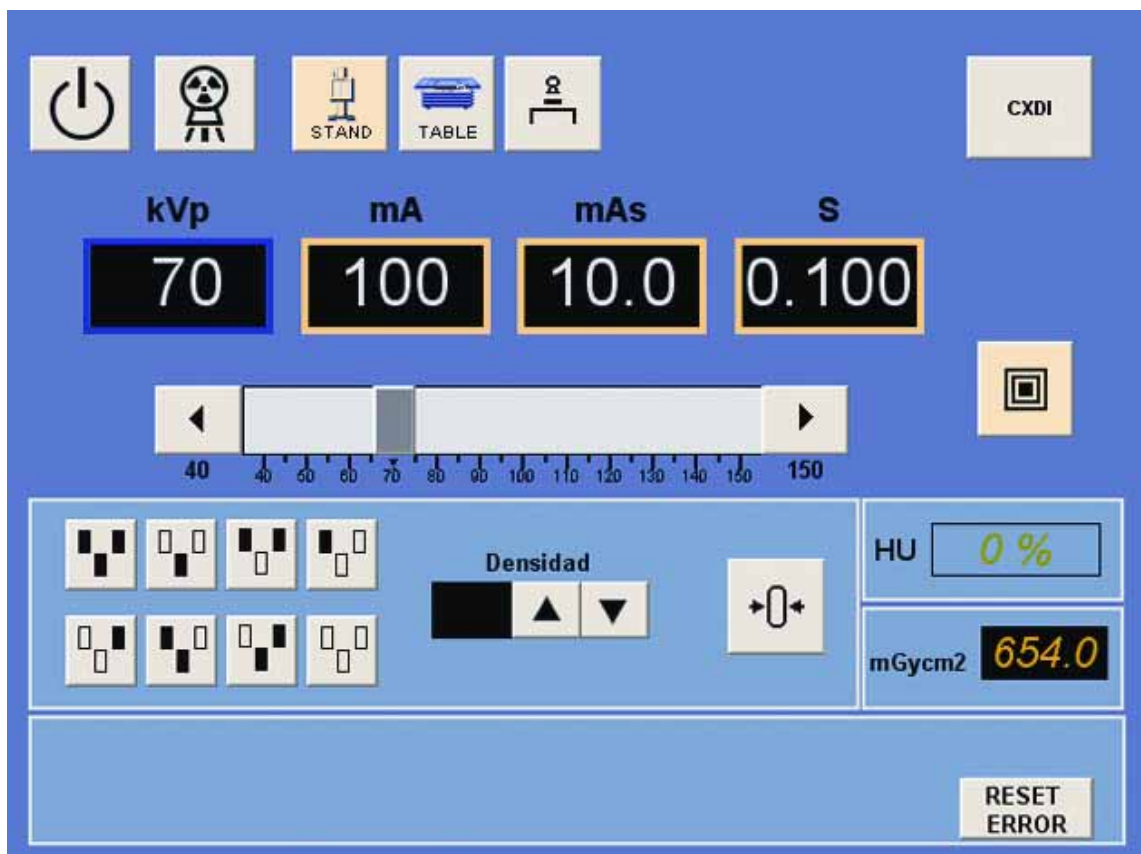 STAND
TABLE
CXDI
kVp mA mAs S
70 100 10.0 0.100
40 40 50 60 70 80 90 100 110 120 130 140 150 150
Densidad
HU 0 %
mGycm2 654.0
RESET
ERROR